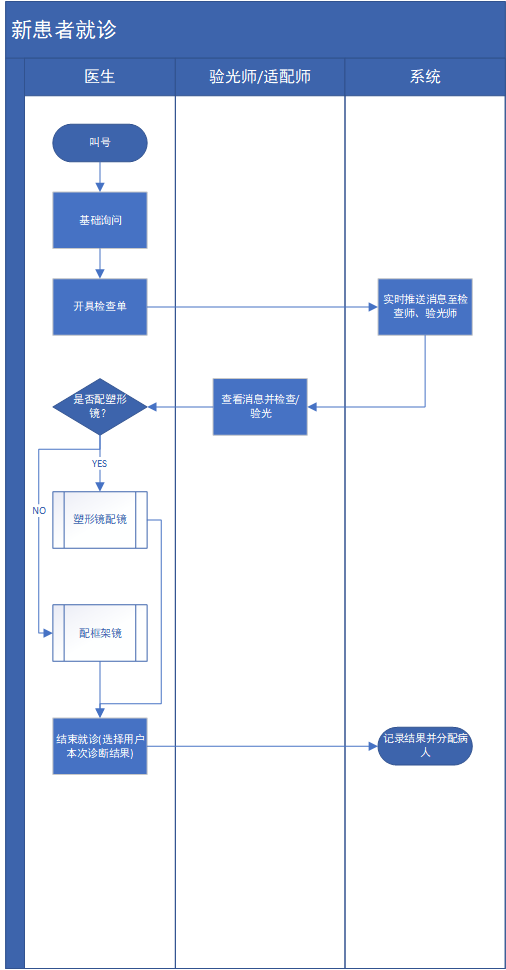 新患者就诊
医生
验光师/适配师
系统
叫号
基础询问
开具检查单
实时推送消息至检
查师、验光师
查看消息并检查/
验光
是否配塑形
镜？
YES
NO
塑形镜配镜
配框架镜
结束就诊(选择用户
本次诊断结果)
记录结果并分配病
人